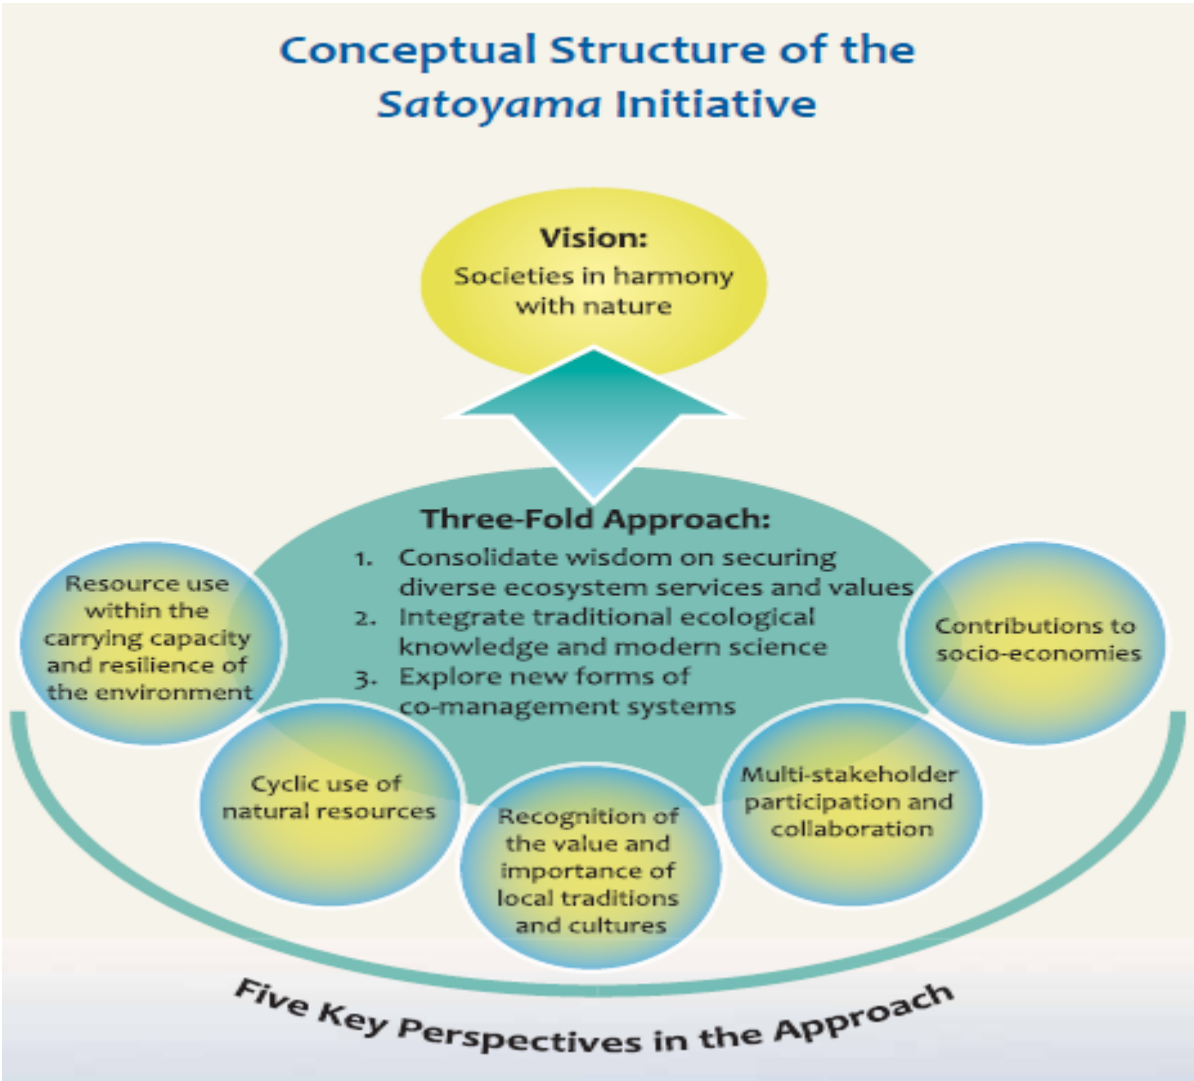 Conceptual Structure of the
Satoyama Initiative
Vision:
Societies in harmony
with nature
Three-Fold Approach:
1. Consolidate wisdom on securing
diverse ecosystem services and values
2. Integrate traditional ecological
knowledge and modern science
3. Explore new forms of
co-management systems
Resource use
within the
carrying capacity
and resilience of
the environment
Cyclic use of
natural resources
Recognition of
the value and
importance of
local traditions
and cultures
Multi-stakeholder
participation and
collaboration
Contributions to
socio-economies
Five Key Perspectives in the Approach